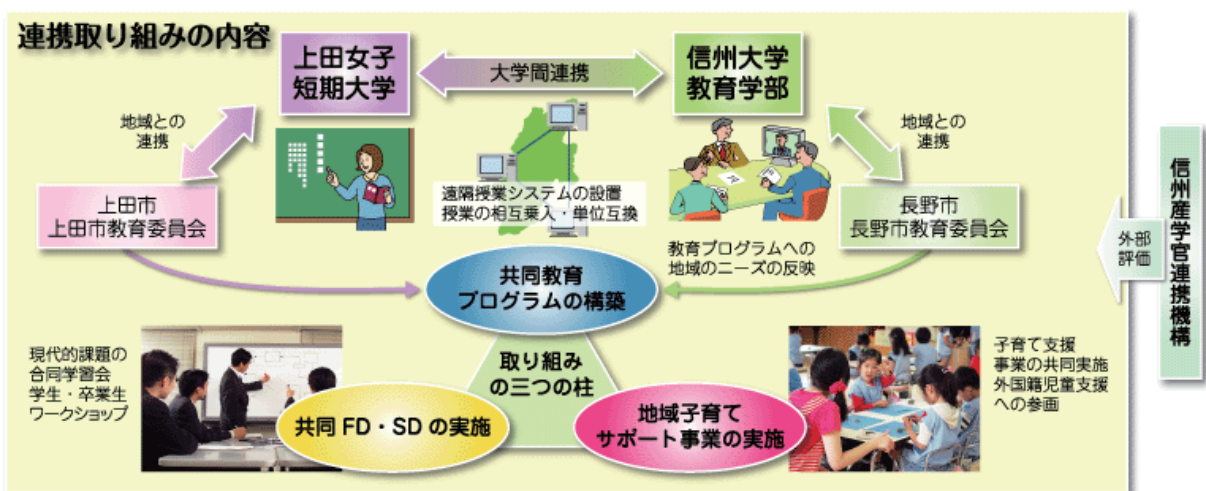 連携取り組みの内容
上田女子
短期大学
大学間連携
信州大学
教育学部
地域との
連携
地域との
連携
上田市
上田市教育委員会
遠隔授業システムの設置
授業の相互乗入・単位互換
長野市
長野市教育委員会
教育プログラムへの
地域のニーズの反映
共同教育
プログラムの構築
取り組み
の三つの柱
現代的課題の
合同学習会
学生・卒業生
ワークショップ
共同 FD・SD の実施
地域子育て
サポート事業の実施
子育て支援
事業の共同実施
外国籍児童支援
への参画
外部
評価
信州産学官連携機構